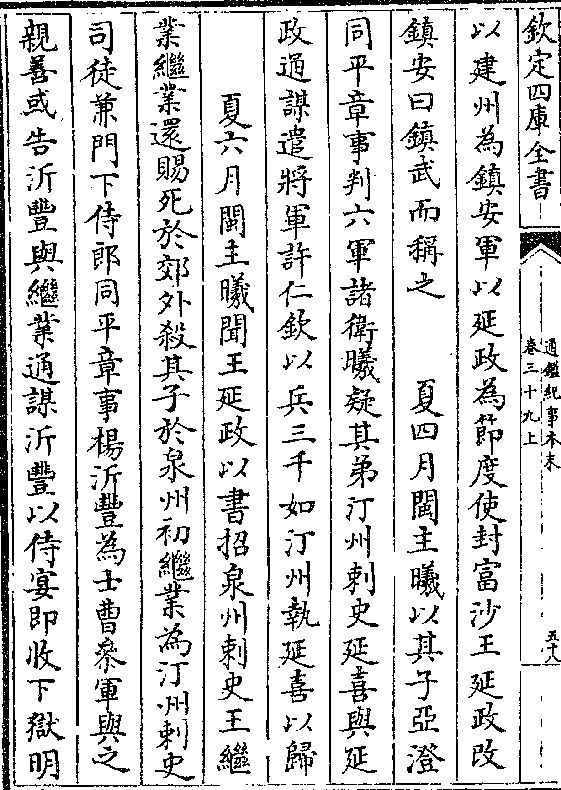 欽定四庫全書
通鑑紀事本末
卷三十九上
五十八
以建州為鎮安軍以延政為節度使封富沙王延政改
鎮安曰鎮武而稱之　夏四月閩主曦以其子亞澄
同平章事判六軍諸衛曦疑其弟汀州刺史延喜與延
政通謀遣將軍許仁欽以兵三千如汀州執延喜以歸
夏六月閩主曦聞王延政以書招泉州刺史王繼
業繼業還賜死於郊外殺其子於泉州初繼業為汀州刺史
司徒兼門下侍郎同平章事楊沂豐為士曹參軍與之
親善或告沂豐與繼業通謀沂豐以侍宴即收下獄明